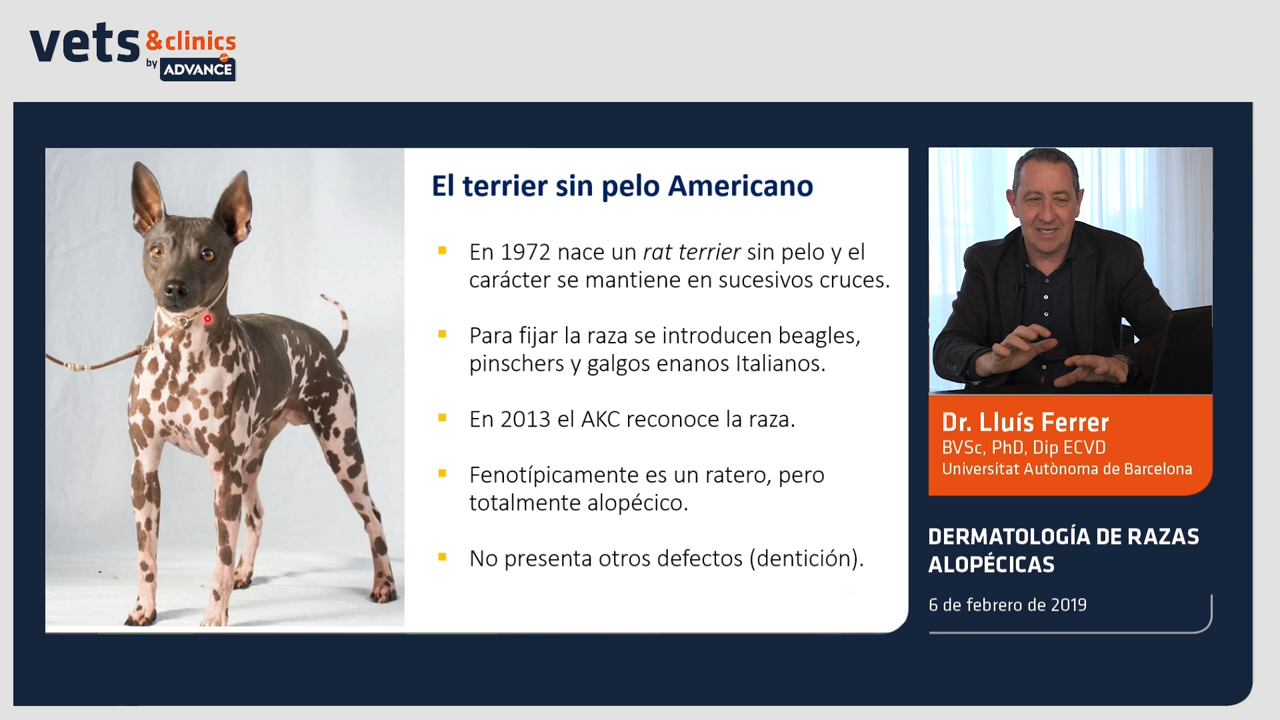 vets &clinics
by ADVANCE
El terrier sin pelo Americano
En 1972 nace un rat terrier sin pelo y el
carácter se mantiene en sucesivos cruces.
Para fijar la raza se introducen beagles,
pinschers y galgos enanos Italianos.
En 2013 el AKC reconoce la raza.
Fenotípicamente es un ratero, pero
totalmente alopécico.
No presenta otros defectos (dentición).
Dr. Lluís Ferrer
BVSc, PhD, Dip ECVD
Universitat Autònoma de Barcelona
DERMATOLOGÍA DE RAZAS
ALOPÉCICAS
6 de febrero de 2019